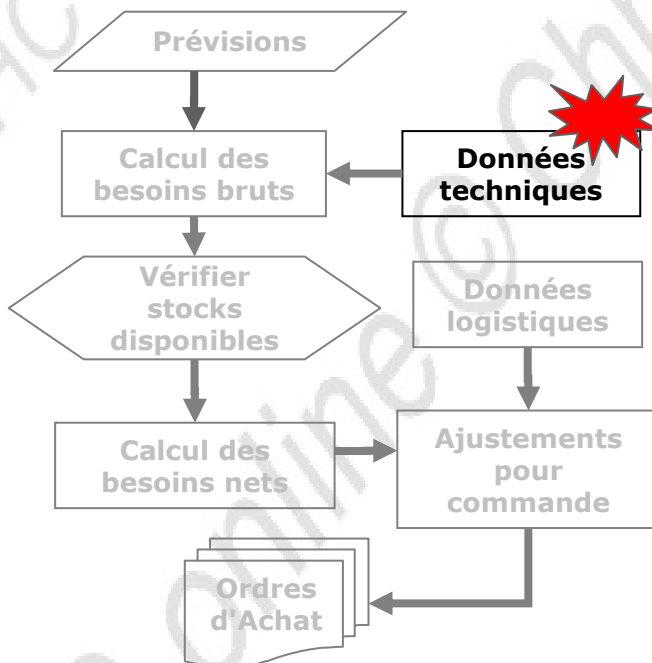 Prévisions
Calcul des
besoins bruts
Données
techniques
Vérifier
stocks
disponibles
Données
logistiques
Calcul des
besoins nets
Ajustements
pour
commande
Ordres
d'Achat
online ©